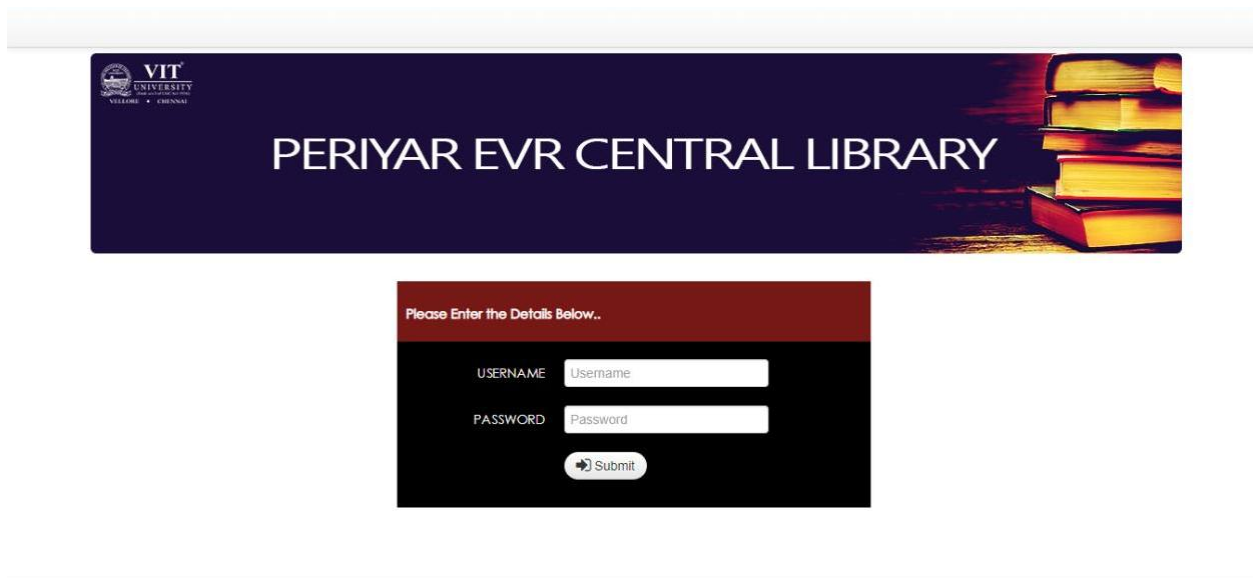 VIT
UNIVERSITY
VELLORE • CHENNAI
PERIYAR EVR CENTRAL LIBRARY
Please Enter the Details Below..
USERNAME Username
PASSWORD Password
Submit